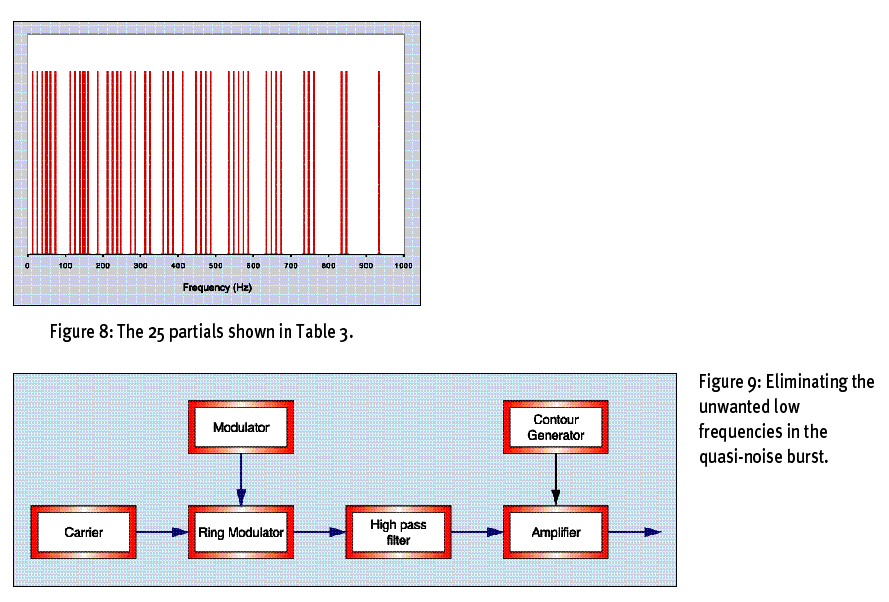 0 100 200 300 400 500 600 700 800 900 1000
Frequency (Hz)
Figure 8: The 25 partials shown in Table 3.
Figure 9: Eliminating the
unwanted low
frequencies in the
quasi-noise burst.
Modulator
Contour
Generator
Carrier
Ring Modulator
High pass
filter
Amplifier